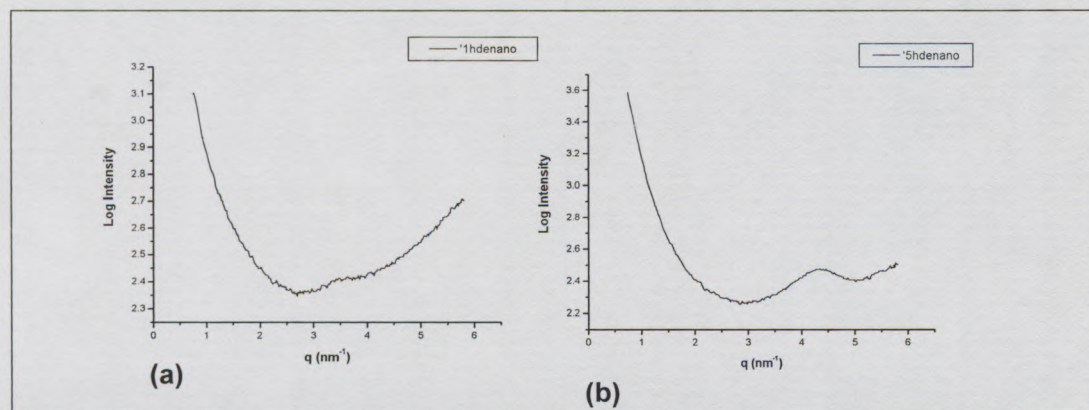 '1hdenano
3.2
3.1
3.0
2.9
2.8
2.7
2.6
2.5
2.4
2.3
Log Intensity
0 1 2 3 4 5 6
q (nm⁻¹)
(a)
'5hdenano
3.6
3.4
3.2
3.0
2.8
2.6
2.4
2.2
Log Intensity
0 1 2 3 4 5 6
q (nm⁻¹)
(b)